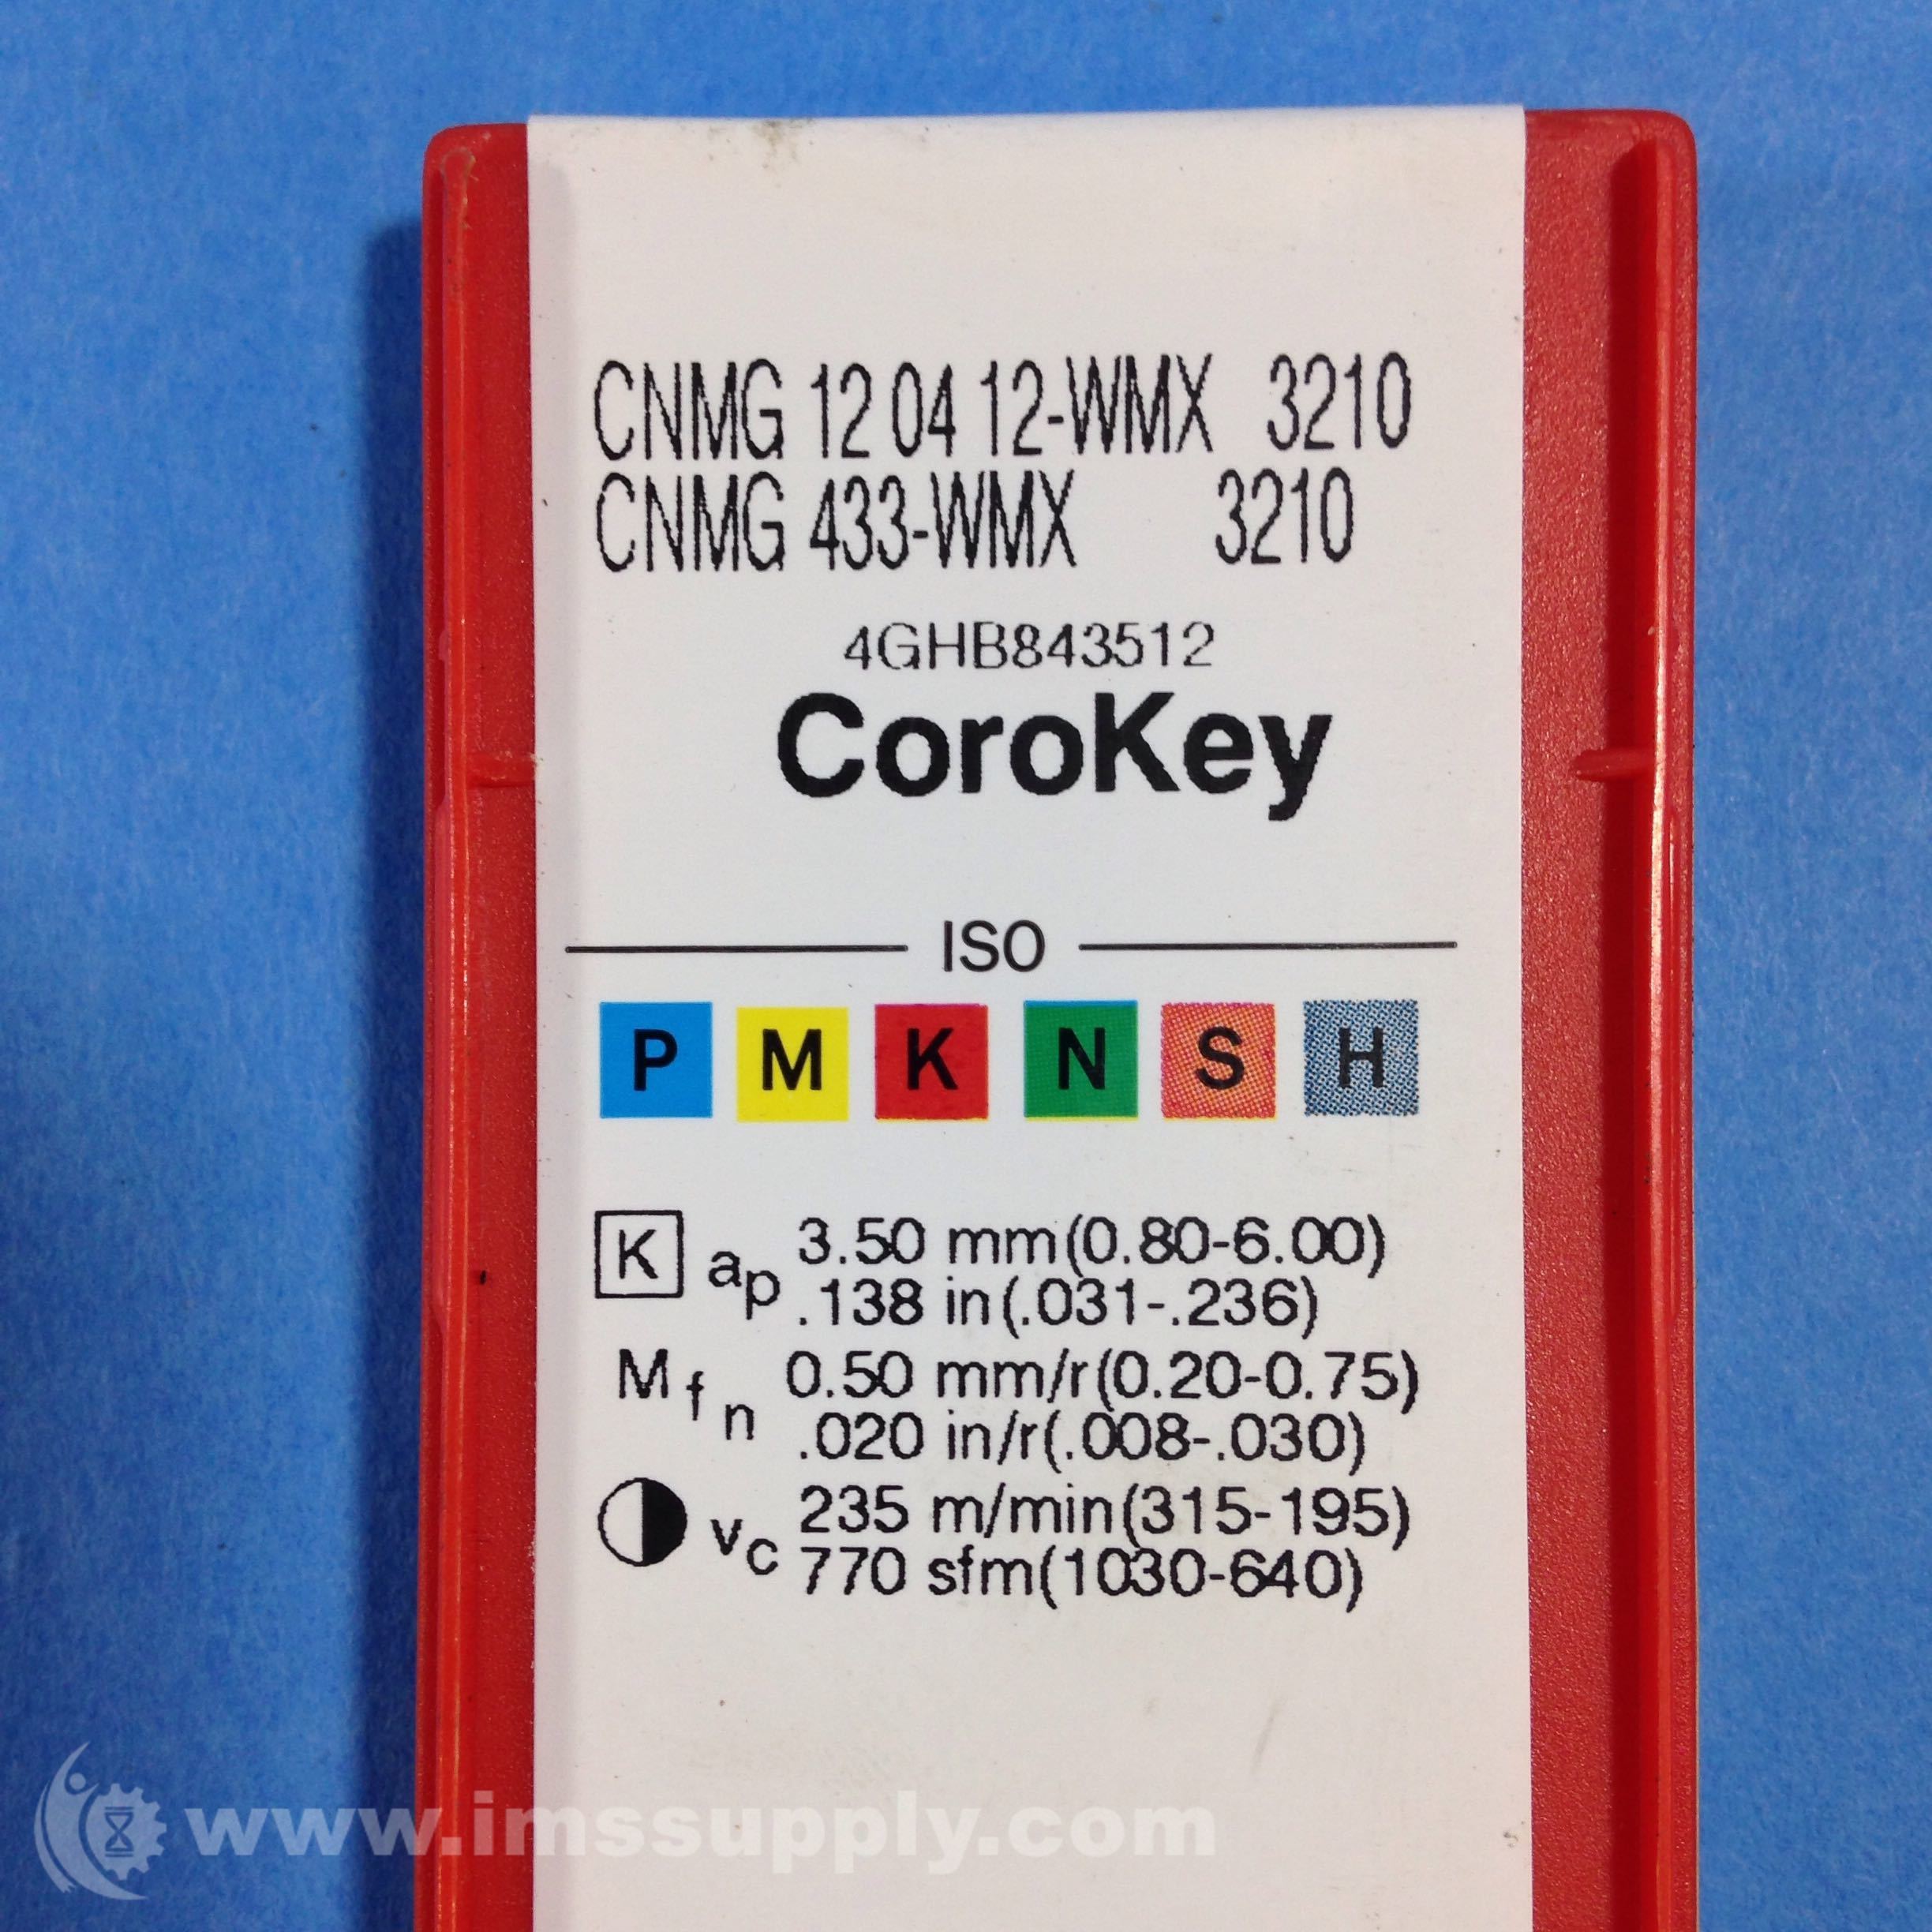 CNMG 12 04 12-WMX 3210
CNMG 433-WMX 3210
4GHB843512
CoroKey
ISO
P M K N S H
K ap 3.50 mm(0.80-6.00)
.138 in(.031-.236)
M fn 0.50 mm/r(0.20-0.75)
.020 in/r(.008-.030)
vc 235 m/min(315-195)
770 sfm(1030-640)
www.imssupply.com